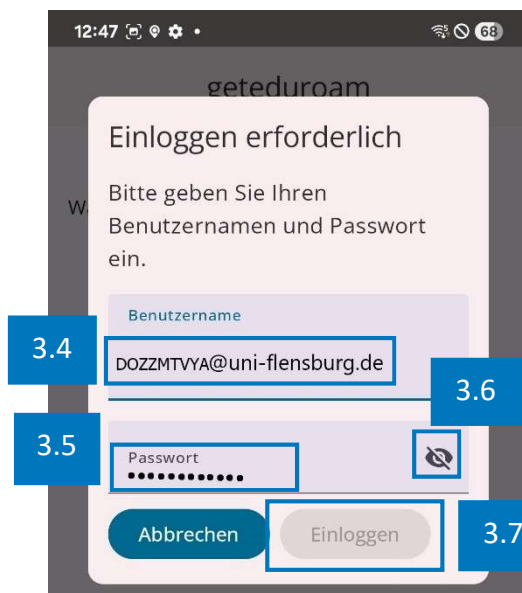 12:47
68
geteduroam
Einloggen erforderlich
Bitte geben Sie Ihren
Benutzernamen und Passwort
ein.
Benutzername
3.4
DOZZMTVYA@uni-flensburg.de
3.6
3.5
Passwort
••••••••••••
Abbrechen
Einloggen
3.7